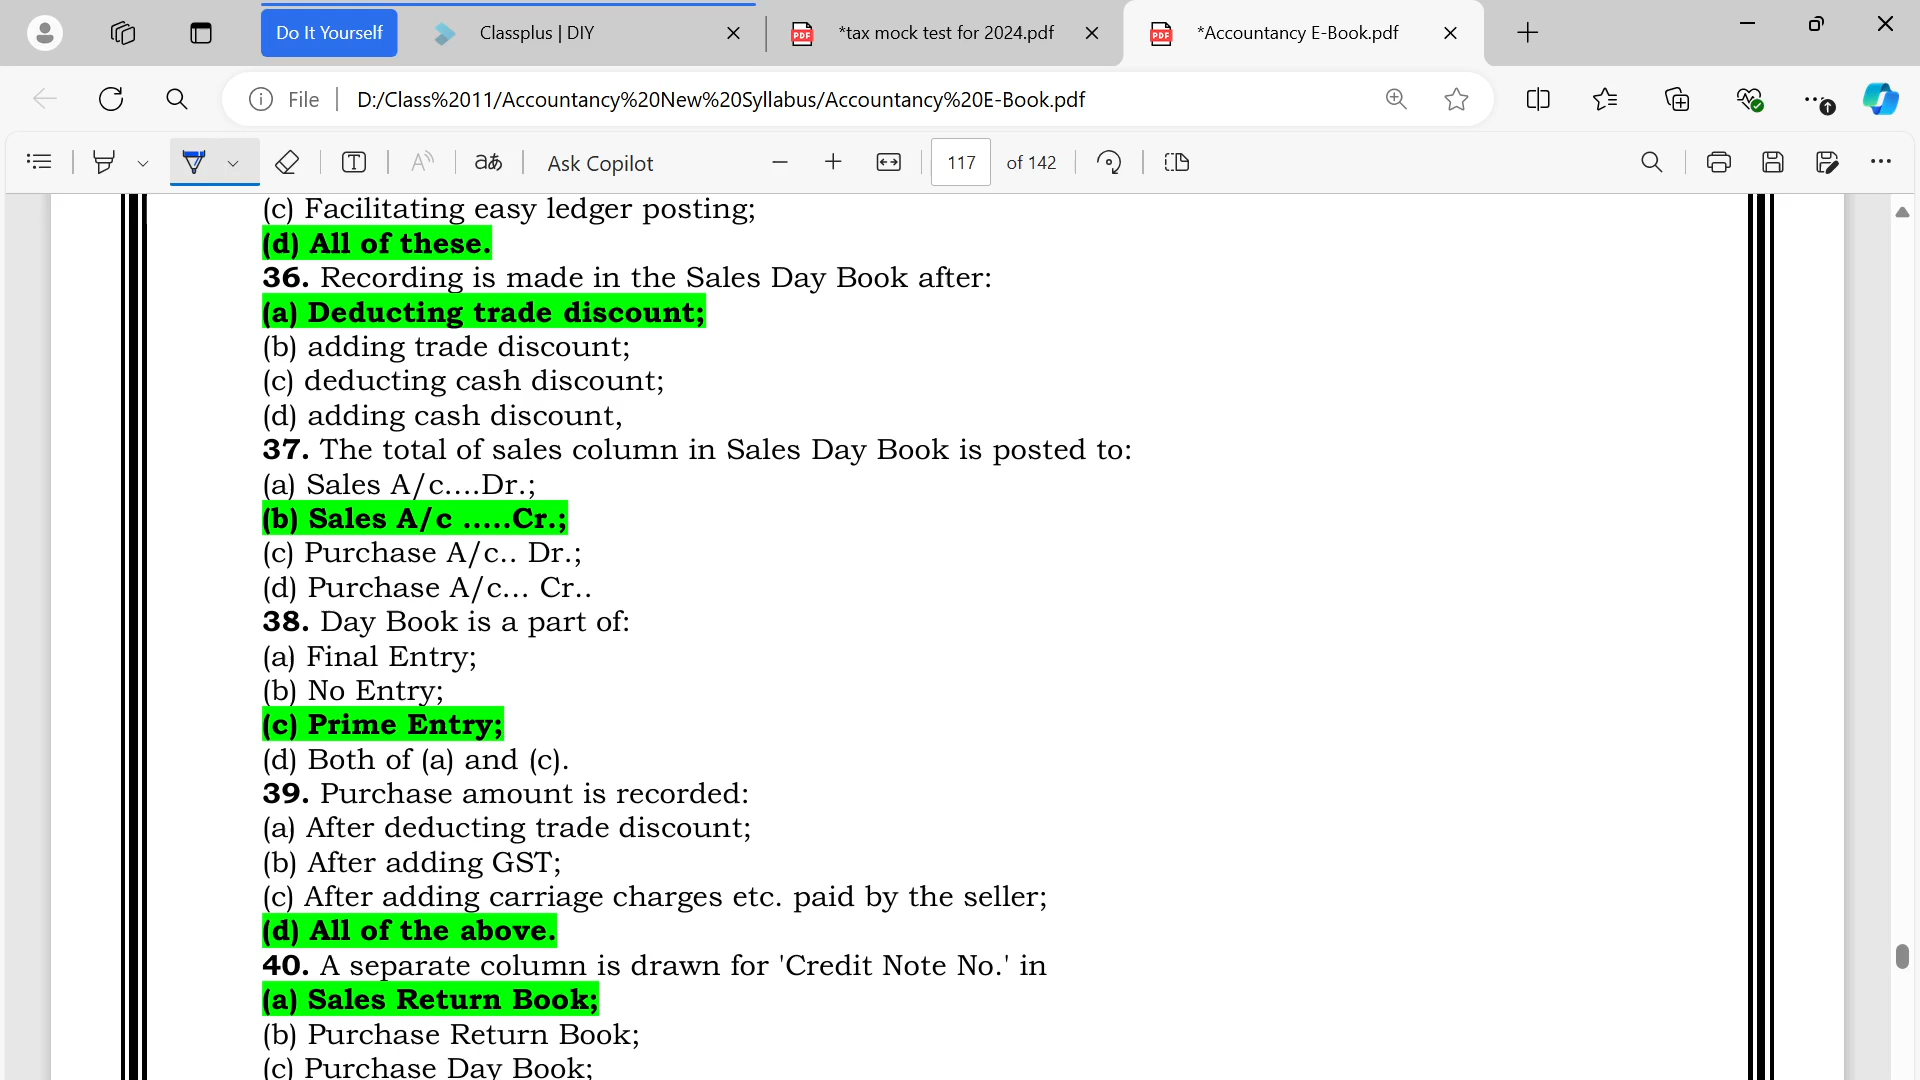 Do It Yourself
Classplus | DIY
*tax mock test for 2024.pdf
*Accountancy E-Book.pdf
File
D:/Class%2011/Accountancy%20New%20Syllabus/Accountancy%20E-Book.pdf
Ask Copilot
117 of 142
(c) Facilitating easy ledger posting;
(d) All of these.
36. Recording is made in the Sales Day Book after:
(a) Deducting trade discount;
(b) adding trade discount;
(c) deducting cash discount;
(d) adding cash discount,
37. The total of sales column in Sales Day Book is posted to:
(a) Sales A/c....Dr.;
(b) Sales A/c .....Cr.;
(c) Purchase A/c.. Dr.;
(d) Purchase A/c... Cr..
38. Day Book is a part of:
(a) Final Entry;
(b) No Entry;
(c) Prime Entry;
(d) Both of (a) and (c).
39. Purchase amount is recorded:
(a) After deducting trade discount;
(b) After adding GST;
(c) After adding carriage charges etc. paid by the seller;
(d) All of the above.
40. A separate column is drawn for 'Credit Note No.' in
(a) Sales Return Book;
(b) Purchase Return Book;
(c) Purchase Day Book;